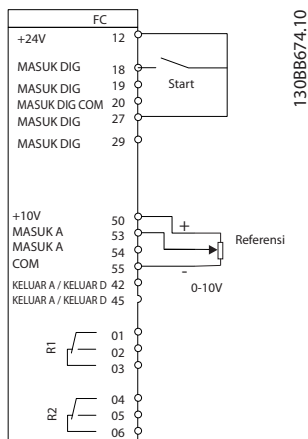 FC
+24V 12
MASUK DIG 18
MASUK DIG 19
MASUK DIG COM 20
MASUK DIG 27
MASUK DIG 29
Start
+10V 50
MASUK A 53
MASUK A 54
COM 55
KELUAR A / KELUAR D 42
KELUAR A / KELUAR D 45
+
-
Referensi
0-10V
R1
01
02
03
R2
04
05
06
130BB674.10